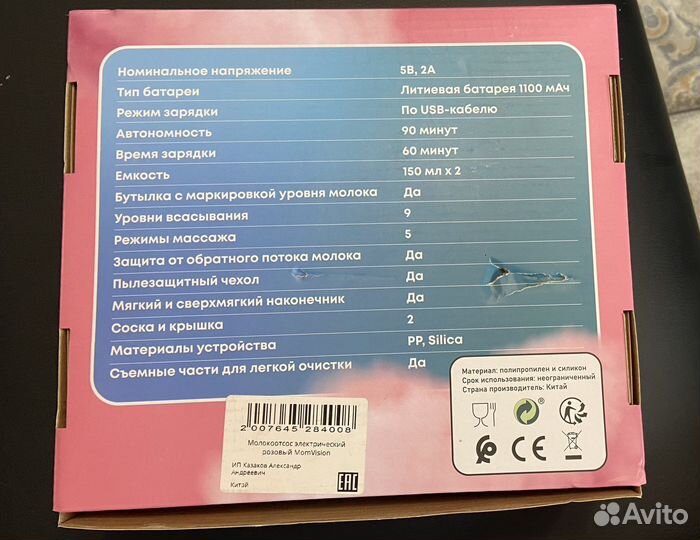 Номинальное напряжение 5В, 2А
Тип батареи Литиевая батарея 1100 мАч
Режим зарядки По USB-кабелю
Автономность 90 минут
Время зарядки 60 минут
Емкость 150 мл x 2
Бутылка с маркировкой уровня молока Да
Уровни всасывания 9
Режимы массажа 5
Защита от обратного потока молока Да
Пылезащитный чехол Да
Мягкий и сверхмягкий наконечник Да
Соска и крышка 2
Материалы устройства PP, Silica
Съемные части для легкой очистки Да
Материал: полипропилен и силикон
Срок использования: неограниченный
Страна производитель: Китай
2007645284008
Молокоотсос электрический
розовый MomVision
ИП Казаков Александр
Андреевич
Китай
EAC
CE
Avito